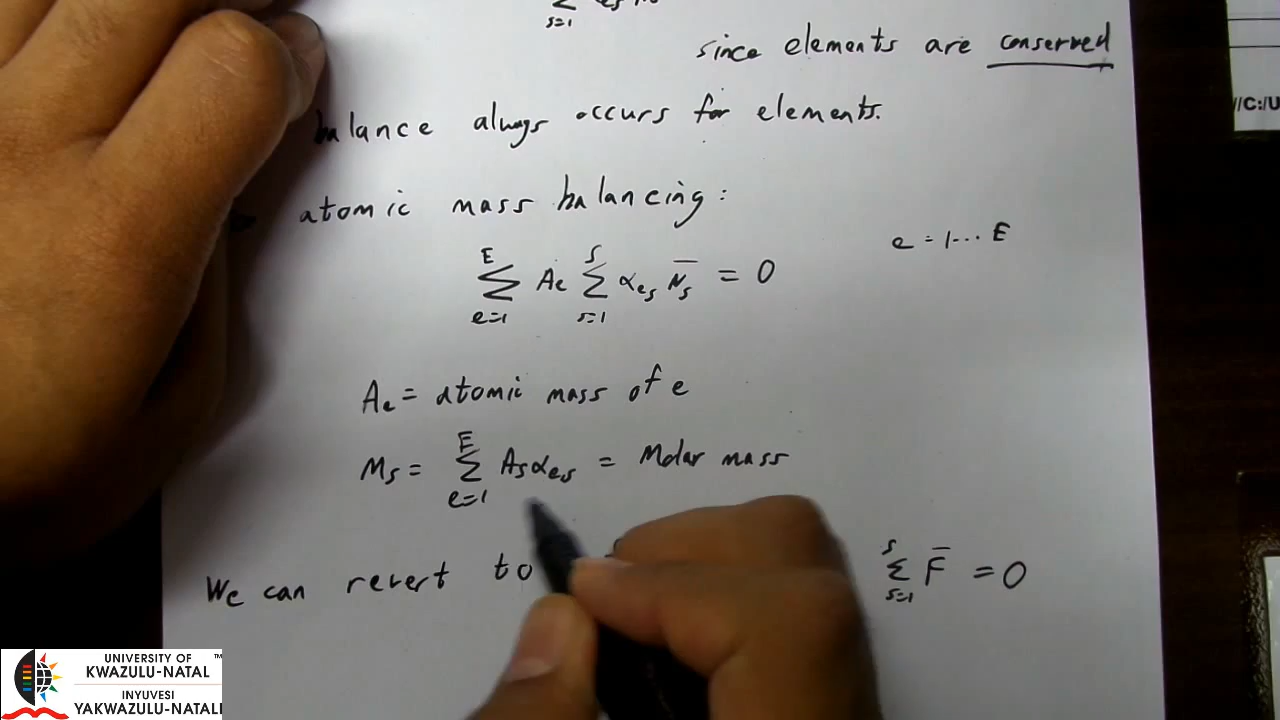 Σ s=1
since elements are conserved
//C:/U
balance always occurs for elements.
atomic mass balancing:
e = 1... E
E Σ e=1 Ae S Σ s=1 αes N̅s = 0
Ae = atomic mass of e
Ms = E Σ e=1 Asαes = Molar mass
We can revert to
S Σ s=1 F̅ = 0
UNIVERSITY OF ™
KWAZULU-NATAL
INYUVESI
YAKWAZULU-NATALI